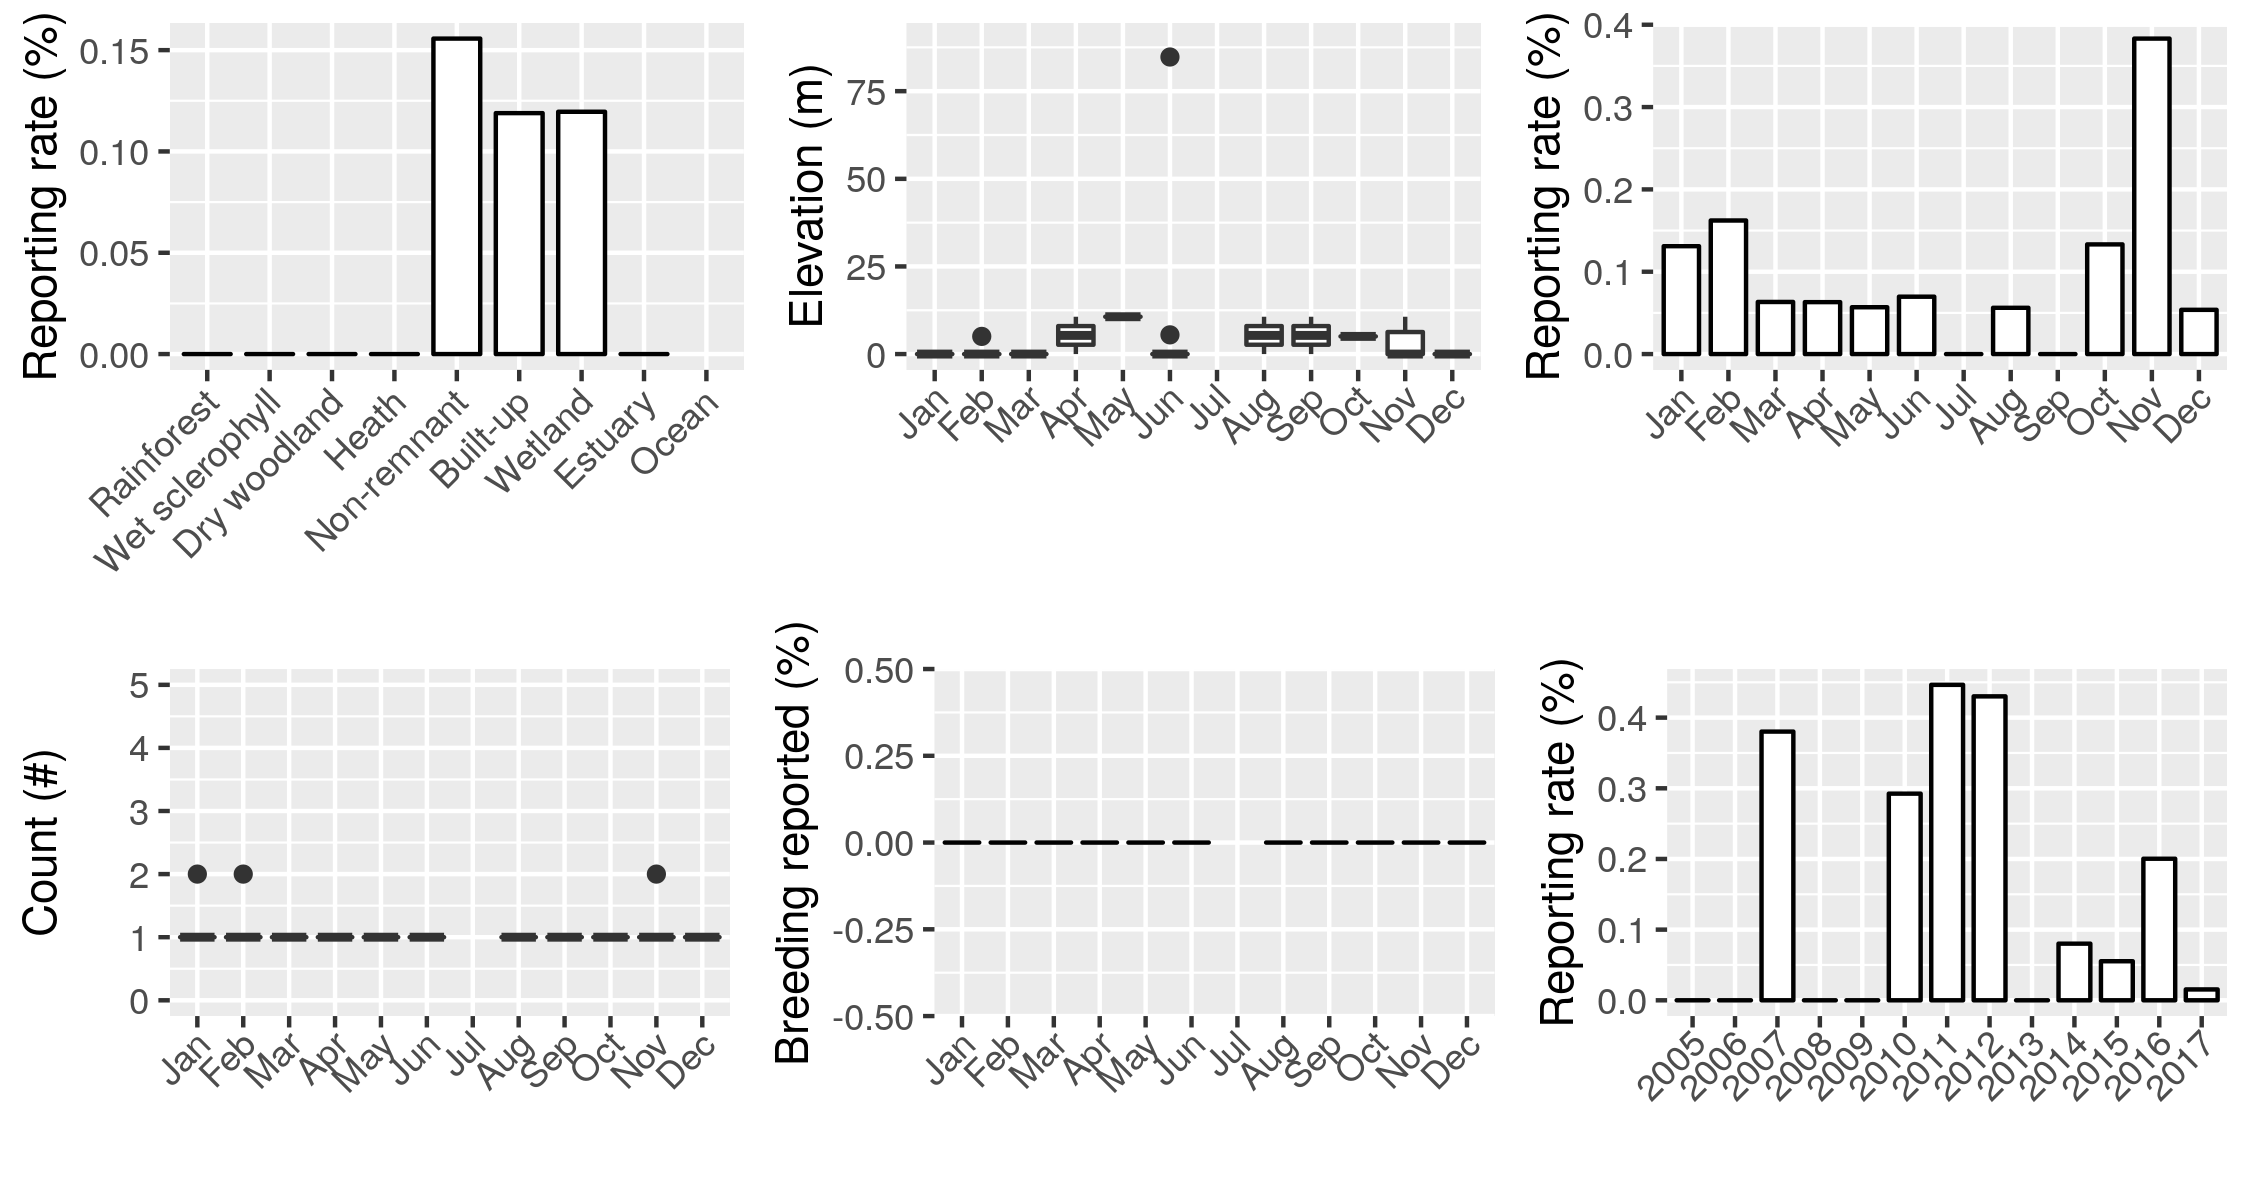 Reporting rate (%)
0.15
0.10
0.05
0.00
Rainforest
Wet sclerophyll
Dry woodland
Heath
Non-remnant
Built-up
Wetland
Estuary
Ocean
Elevation (m)
75
50
25
0
Jan Feb Mar Apr May Jun Jul Aug Sep Oct Nov Dec
Reporting rate (%)
0.4
0.3
0.2
0.1
0.0
Jan Feb Mar Apr May Jun Jul Aug Sep Oct Nov Dec
Count (#)
5
4
3
2
1
0
Jan Feb Mar Apr May Jun Jul Aug Sep Oct Nov Dec
Breeding reported (%)
0.50
0.25
0.00
-0.25
-0.50
Jan Feb Mar Apr May Jun Jul Aug Sep Oct Nov Dec
Reporting rate (%)
0.4
0.3
0.2
0.1
0.0
2005 2006 2007 2008 2009 2010 2011 2012 2013 2014 2015 2016 2017